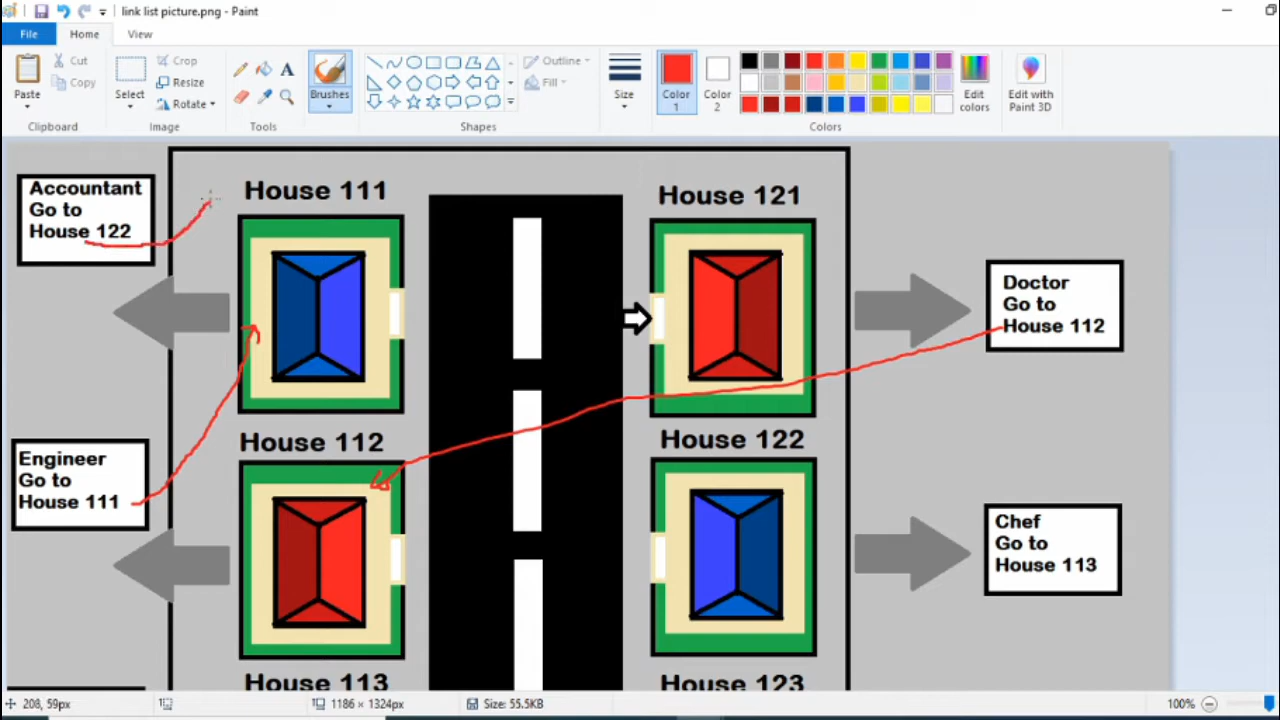 link list picture.png - Paint
File
Home
View
Paste
Cut
Copy
Clipboard
Select
Crop
Resize
Rotate
Image
A
Tools
Brushes
Outline
Fill
Shapes
Size
Color
1
Color
2
Edit
colors
Edit with
Paint 3D
Colors
Accountant
Go to
House 122
House 111
House 121
Doctor
Go to
House 112
Engineer
Go to
House 111
House 112
House 122
Chef
Go to
House 113
House 113
House 123
208, 59px
1186 × 1324px
Size: 55.5KB
100%